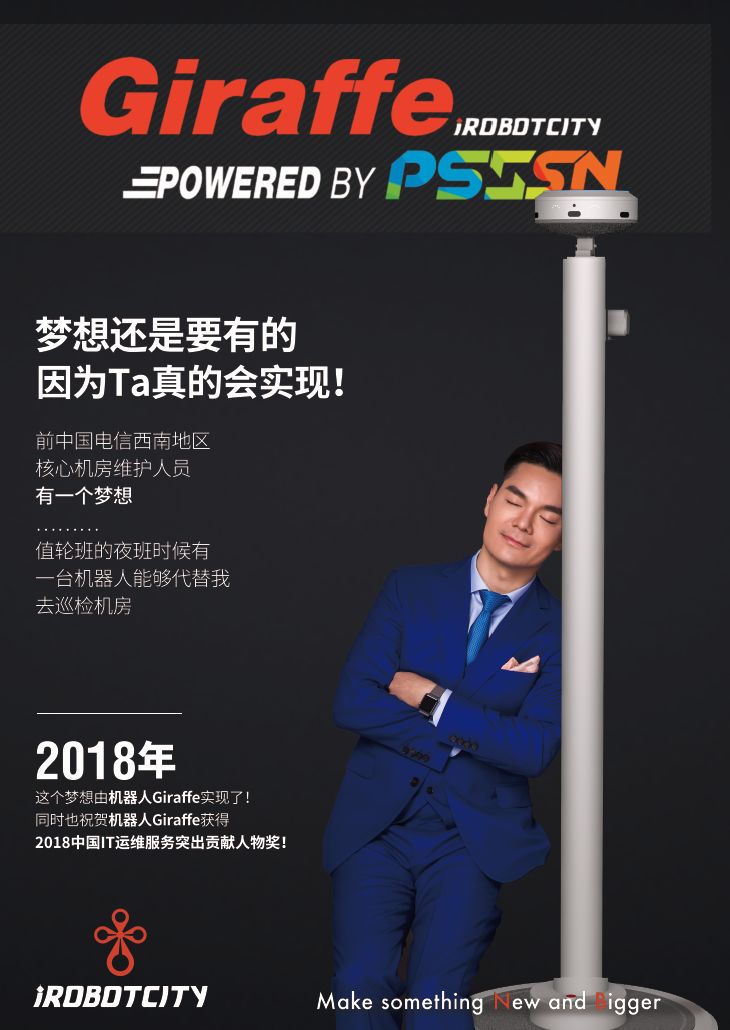 Giraffe
iROBOTCITY
POWERED BY PSSSN
梦想还是要有的
因为Ta真的会实现!
前中国电信西南地区
核心机房维护人员
有一个梦想
.........
值轮班的夜班时候有
一台机器人能够代替我
去巡检机房
2018年
这个梦想由机器人Giraffe实现了!
同时也祝贺机器人Giraffe获得
2018中国IT运维服务突出贡献人物奖!
iROBOTCITY
Make something New and Bigger